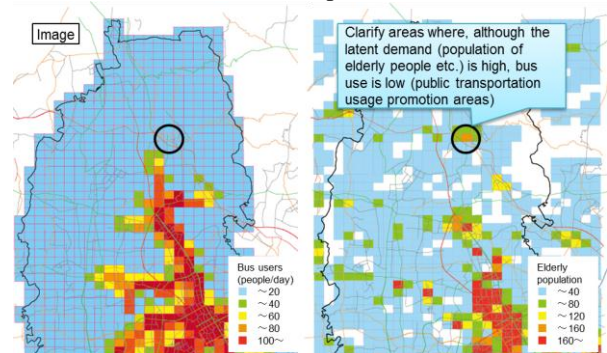 Image
Clarify areas where, although the
latent demand (population of
elderly people etc.) is high, bus
use is low (public transportation
usage promotion areas)
Bus users
(people/day)
～20
～40
～60
～80
100～
Elderly
population
～40
～80
～120
～160
160～